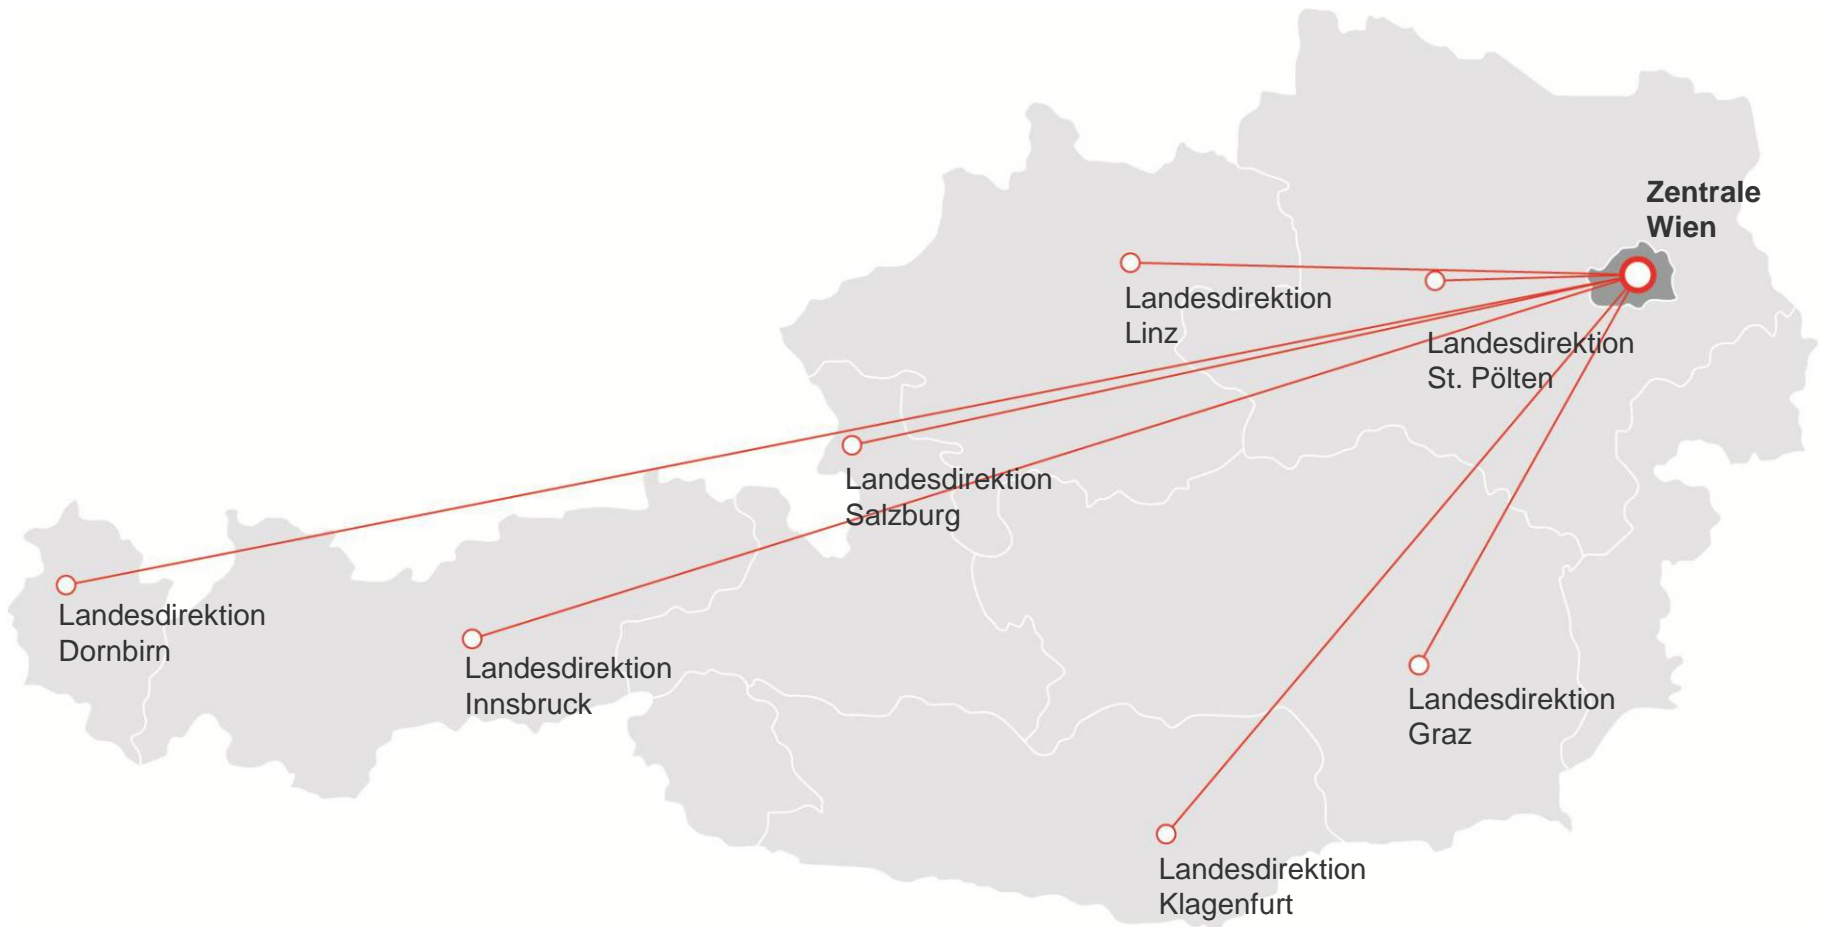 Zentrale
Wien
Landesdirektion
Linz
Landesdirektion
St. Pölten
Landesdirektion
Salzburg
Landesdirektion
Dornbirn
Landesdirektion
Innsbruck
Landesdirektion
Graz
Landesdirektion
Klagenfurt